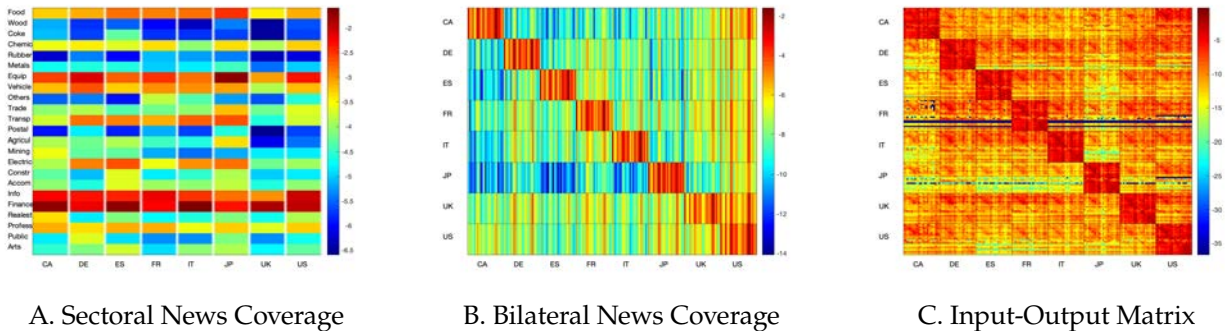 Food
Wood
Coke
Chemic
Rubber
Metals
Equip
Vehicle
Others
Trade
Transp
Postal
Agricul
Mining
Electric
Constr
Accom
Info
Finance
Realest
Profess
Public
Arts
CA DE ES FR IT JP UK US
-2
-2.5
-3
-3.5
-4
-4.5
-5
-5.5
-6
-6.5
CA
DE
ES
FR
IT
JP
UK
US
CA DE ES FR IT JP UK US
-2
-4
-6
-8
-10
-12
-14
CA
DE
ES
FR
IT
JP
UK
US
CA DE ES FR IT JP UK US
-5
-10
-15
-20
-25
-30
-35
A. Sectoral News Coverage
B. Bilateral News Coverage
C. Input-Output Matrix